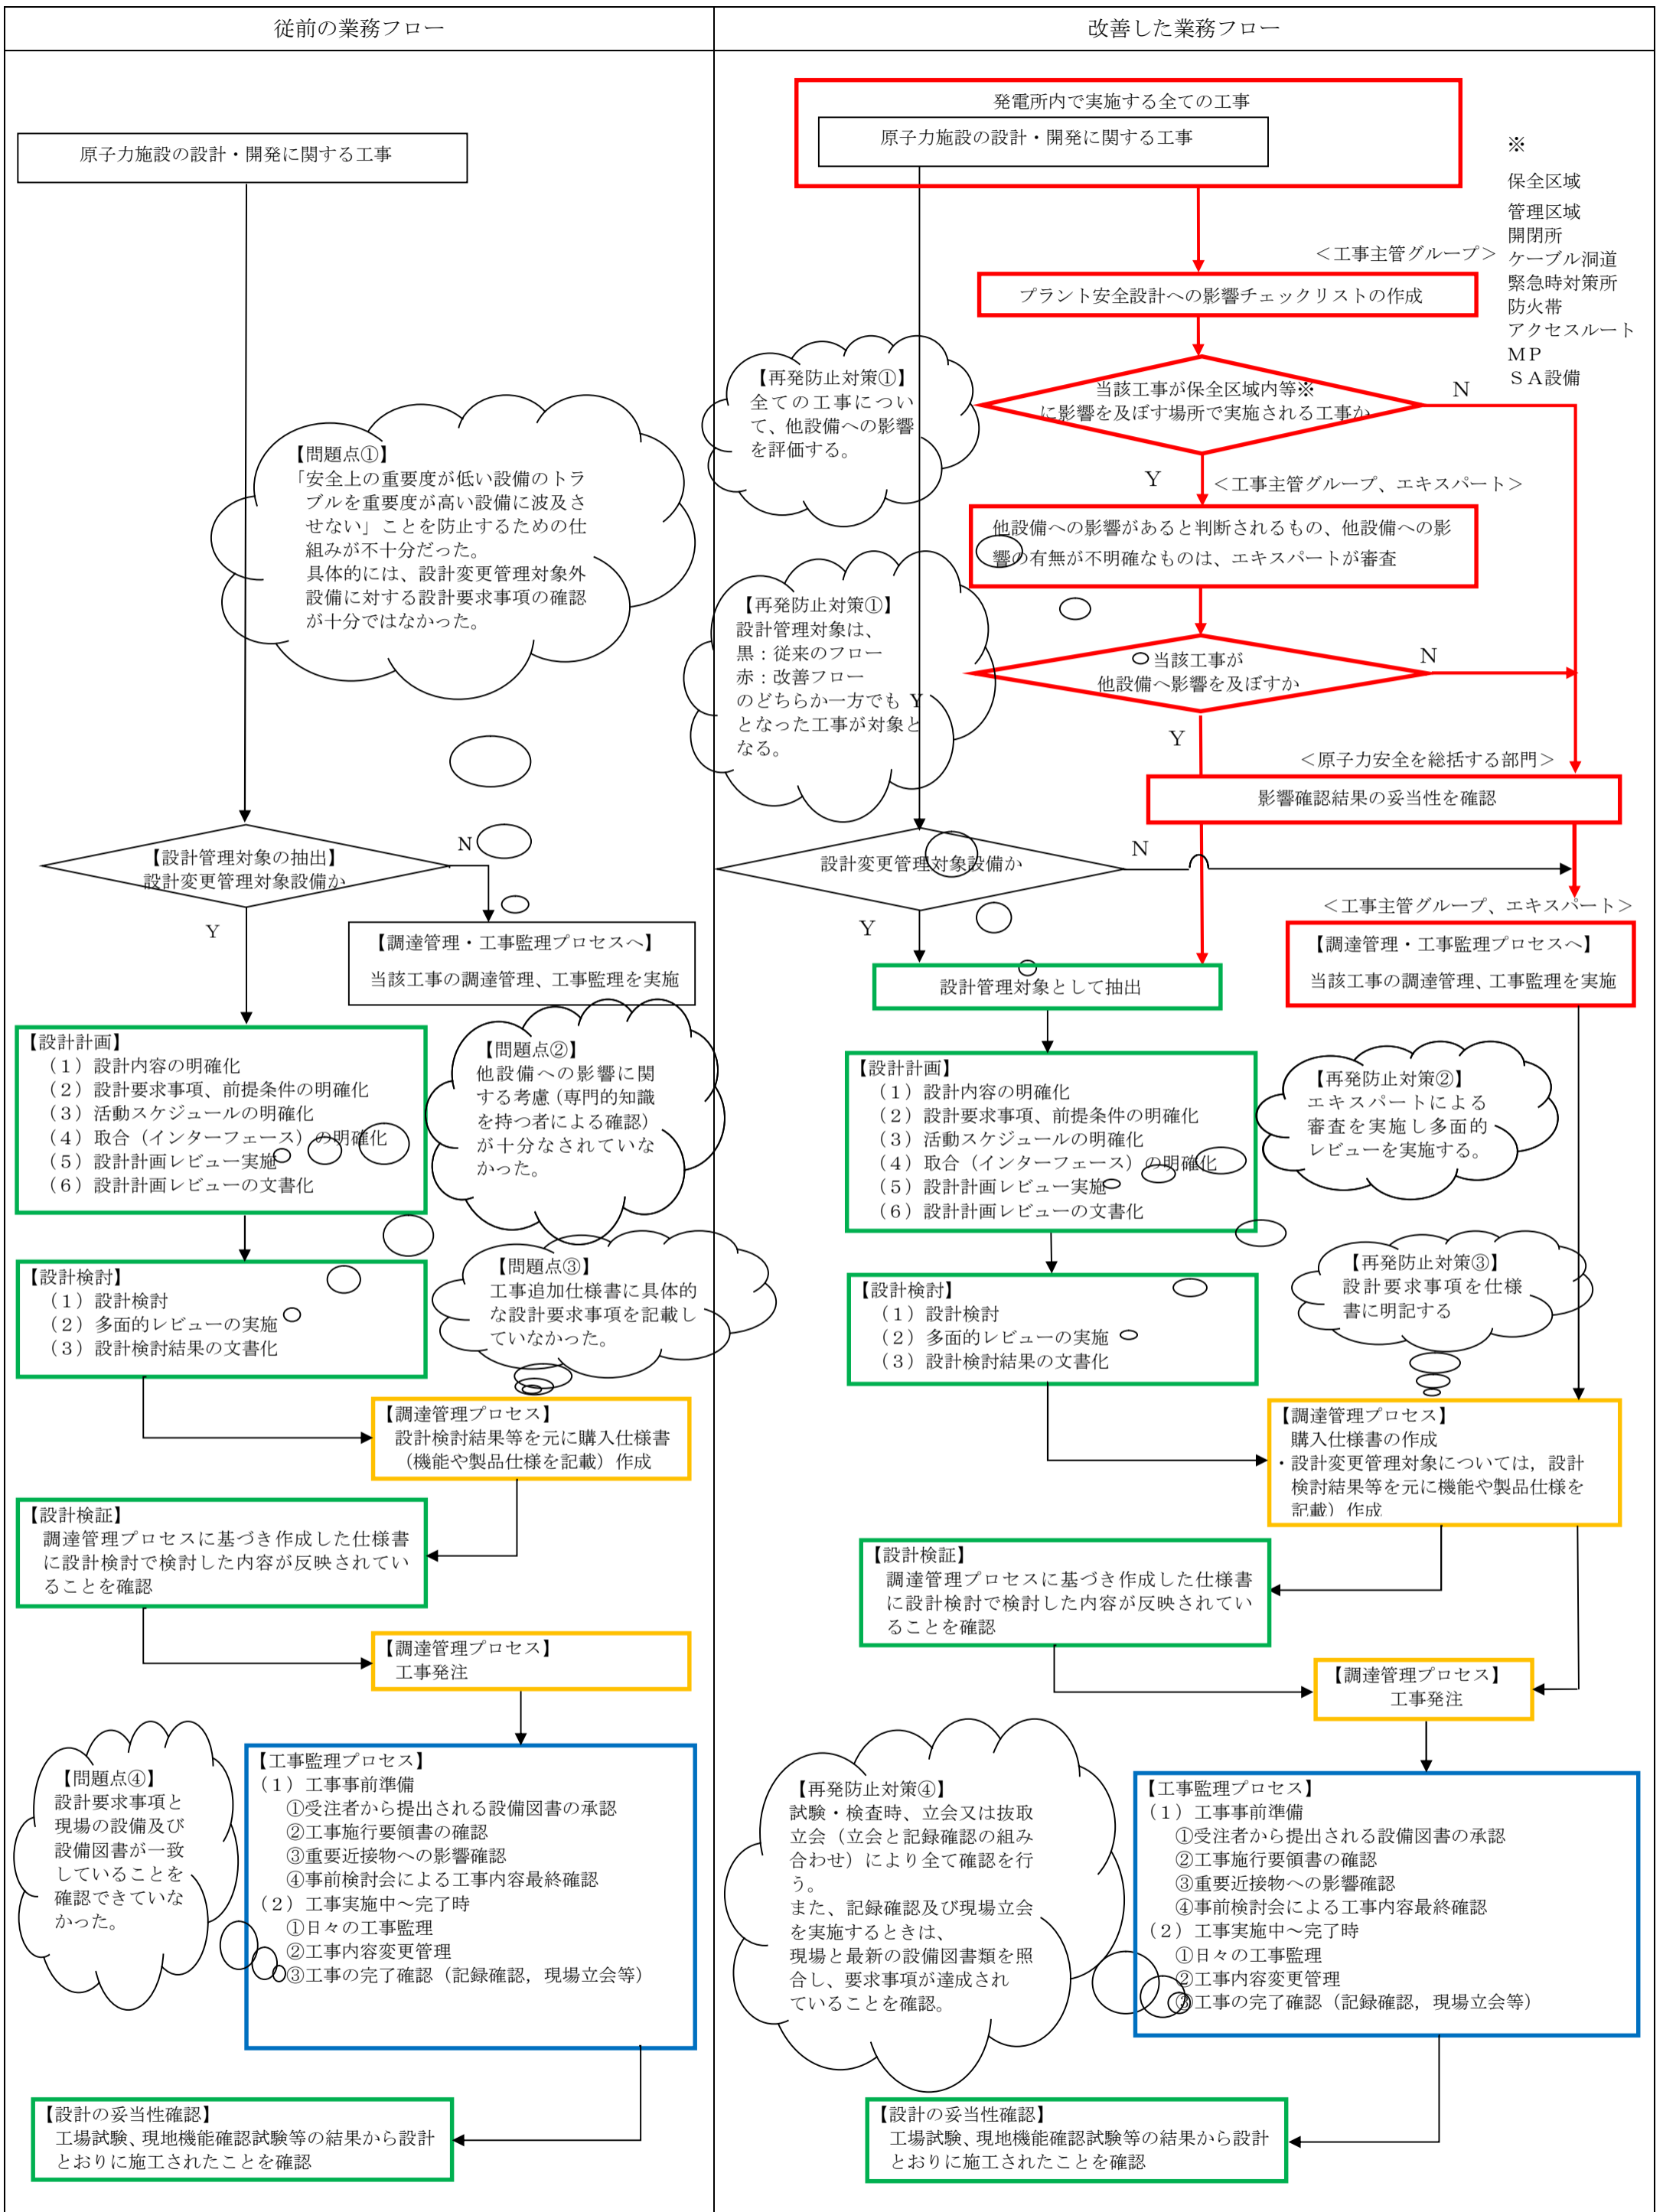 従前の業務フロー
原子力施設の設計・開発に関する工事
【問題点①】
「安全上の重要度が低い設備のトラ
ブルを重要度が高い設備に波及さ
せない」ことを防止するための仕
組みが不十分だった。
具体的には、設計変更管理対象外
設備に対する設計要求事項の確認
が十分ではなかった。
【設計管理対象の抽出】
設計変更管理対象設備か
N
Y
【調達管理・工事監理プロセスへ】
当該工事の調達管理、工事監理を実施
【設計計画】
（１）設計内容の明確化
（２）設計要求事項、前提条件の明確化
（３）活動スケジュールの明確化
（４）取合（インターフェース）の明確化
（５）設計計画レビュー実施
（６）設計計画レビューの文書化
【問題点②】
他設備への影響に関
する考慮（専門的知識
を持つ者による確認）
が十分なされていな
かった。
【設計検討】
（１）設計検討
（２）多面的レビューの実施
（３）設計検討結果の文書化
【問題点③】
工事追加仕様書に具体的
な設計要求事項を記載し
ていなかった。
【調達管理プロセス】
設計検討結果等を元に購入仕様書
（機能や製品仕様を記載）作成
【設計検証】
調達管理プロセスに基づき作成した仕様書
に設計検討で検討した内容が反映されてい
ることを確認
【調達管理プロセス】
工事発注
【問題点④】
設計要求事項と
現場の設備及び
設備図書が一致
していることを
確認できていな
かった。
【工事監理プロセス】
（１）工事事前準備
①受注者から提出される設備図書の承認
②工事施行要領書の確認
③重要近接物への影響確認
④事前検討会による工事内容最終確認
（２）工事実施中～完了時
①日々の工事監理
②工事内容変更管理
③工事の完了確認（記録確認，現場立会等）
【設計の妥当性確認】
工場試験、現地機能確認試験等の結果から設計
とおりに施工されたことを確認
改善した業務フロー
発電所内で実施する全ての工事
原子力施設の設計・開発に関する工事
※
保全区域
管理区域
開閉所
ケーブル洞道
緊急時対策所
防火帯
アクセスルート
ＭＰ
ＳＡ設備
＜工事主管グループ＞
プラント安全設計への影響チェックリストの作成
【再発防止対策①】
全ての工事につい
て、他設備への影響
を評価する。
当該工事が保全区域内等※
に影響を及ぼす場所で実施される工事か
N
Y
＜工事主管グループ、エキスパート＞
他設備への影響があると判断されるもの、他設備への影
響の有無が不明確なものは、エキスパートが審査
【再発防止対策①】
設計管理対象は、
黒：従来のフロー
赤：改善フロー
のどちらか一方でも Y
となった工事が対象と
なる。
当該工事が
他設備へ影響を及ぼすか
N
Y
＜原子力安全を総括する部門＞
影響確認結果の妥当性を確認
設計変更管理対象設備か
N
Y
＜工事主管グループ、エキスパート＞
【調達管理・工事監理プロセスへ】
当該工事の調達管理、工事監理を実施
設計管理対象として抽出
【設計計画】
（１）設計内容の明確化
（２）設計要求事項、前提条件の明確化
（３）活動スケジュールの明確化
（４）取合（インターフェース）の明確化
（５）設計計画レビュー実施
（６）設計計画レビューの文書化
【再発防止対策②】
エキスパートによる
審査を実施し多面的
レビューを実施する。
【設計検討】
（１）設計検討
（２）多面的レビューの実施
（３）設計検討結果の文書化
【再発防止対策③】
設計要求事項を仕様
書に明記する
【調達管理プロセス】
購入仕様書の作成
・設計変更管理対象については，設計
検討結果等を元に機能や製品仕様を
記載）作成
【設計検証】
調達管理プロセスに基づき作成した仕様書
に設計検討で検討した内容が反映されてい
ることを確認
【調達管理プロセス】
工事発注
【再発防止対策④】
試験・検査時、立会又は抜取
立会（立会と記録確認の組み
合わせ）により全て確認を行
う。
また、記録確認及び現場立会
を実施するときは、
現場と最新の設備図書類を照
合し、要求事項が達成され
ていることを確認。
【工事監理プロセス】
（１）工事事前準備
①受注者から提出される設備図書の承認
②工事施行要領書の確認
③重要近接物への影響確認
④事前検討会による工事内容最終確認
（２）工事実施中～完了時
①日々の工事監理
②工事内容変更管理
③工事の完了確認（記録確認，現場立会等）
【設計の妥当性確認】
工場試験、現地機能確認試験等の結果から設計
とおりに施工されたことを確認